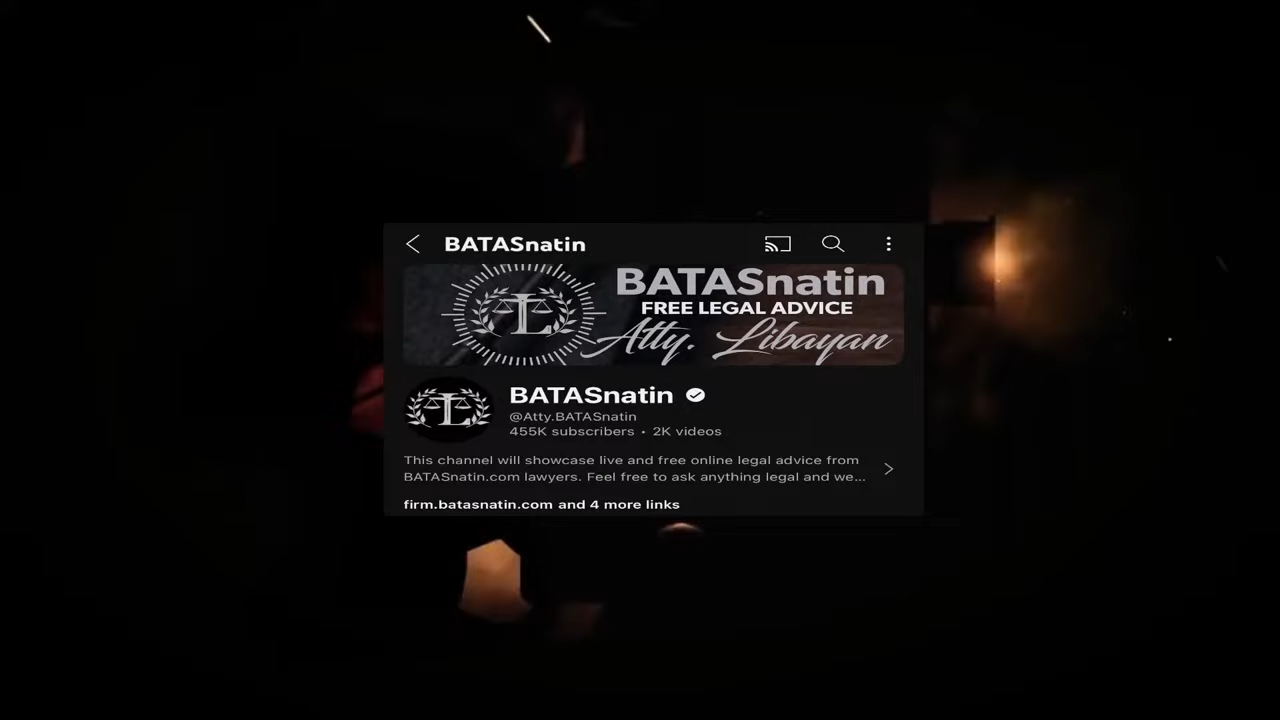 BATASnatin
BATASnatin
FREE LEGAL ADVICE
Atty. Libayan
BATASnatin
@Atty.BATASnatin
455K subscribers • 2K videos
This channel will showcase live and free online legal advice from
BATASnatin.com lawyers. Feel free to ask anything legal and we...
firm.batasnatin.com and 4 more links